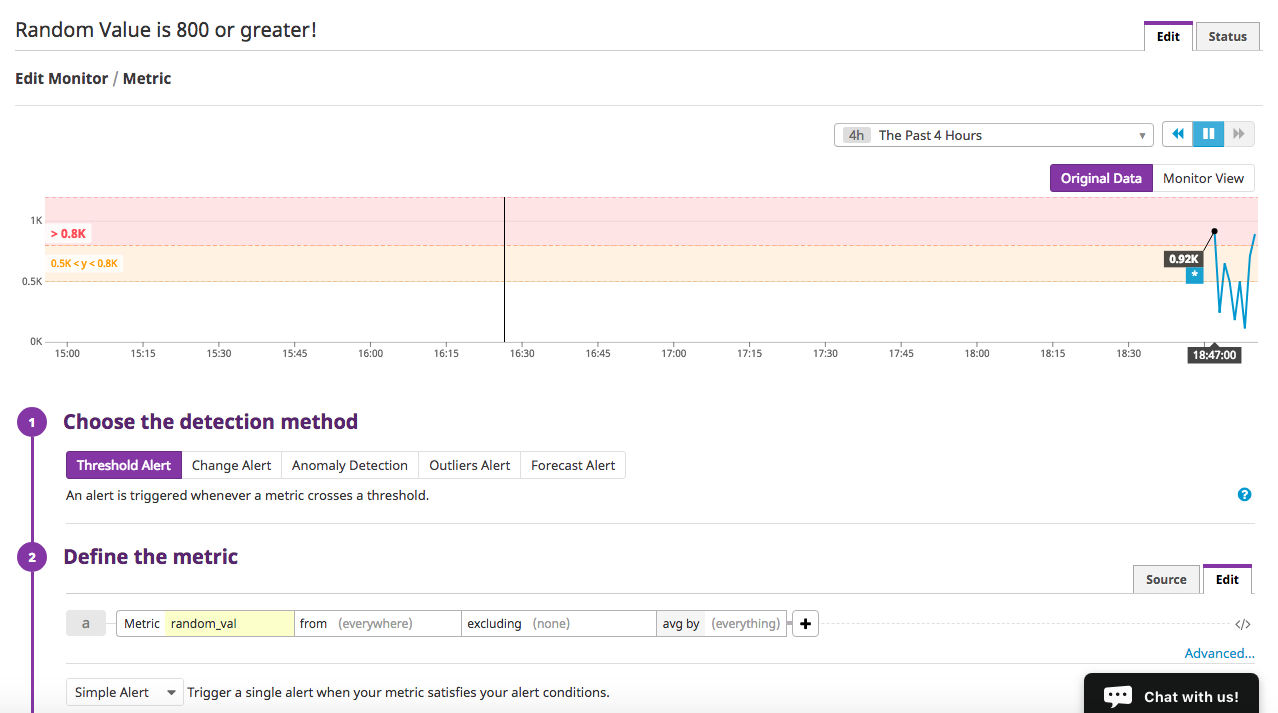 Random Value is 800 or greater!
Edit Status
Edit Monitor / Metric
4h The Past 4 Hours
Original Data Monitor View
1K
> 0.8K
0.5K < y < 0.8K
0.92K
*
0.5K
0K
15:00 15:15 15:30 15:45 16:00 16:15 16:30 16:45 17:00 17:15 17:30 17:45 18:00 18:15 18:30 18:47:00
1 Choose the detection method
Threshold Alert Change Alert Anomaly Detection Outliers Alert Forecast Alert
An alert is triggered whenever a metric crosses a threshold. ?
2 Define the metric
Source Edit
a Metric random_val from (everywhere) excluding (none) avg by (everything) + </>
Advanced...
Simple Alert Trigger a single alert when your metric satisfies your alert conditions.
Chat with us!